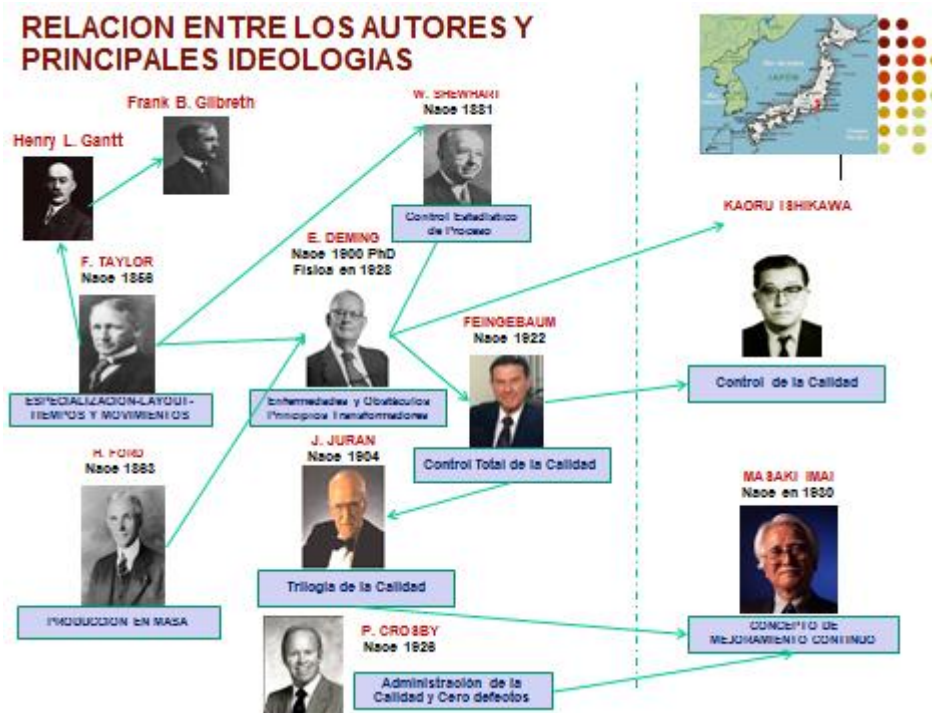 RELACION ENTRE LOS AUTORES Y
PRINCIPALES IDEOLOGIAS
Frank B. Gilbreth
Henry L. Gantt
W. SHEWHART
Nace 1881
Control Estadístico
de Proceso
JAPÓN
KAORU ISHIKAWA
Control de la Calidad
E. DEMING
Nace 1900 PhD
Física en 1928
Enfermedades y Obstáculos
Principios Transformadores
F. TAYLOR
Nace 1856
ESPECIALIZACIÓN-LAYOUT-
TIEMPOS Y MOVIMIENTOS
FEINGEBAUM
Nace 1922
Control Total de la Calidad
H. FORD
Nace 1863
PRODUCCIÓN EN MASA
J. JURAN
Nace 1904
Trilogía de la Calidad
MASAKI IMAI
Nace en 1930
CONCEPTO DE
MEJORAMIENTO CONTINUO
P. CROSBY
Nace 1926
Administración de la
Calidad y Cero defectos